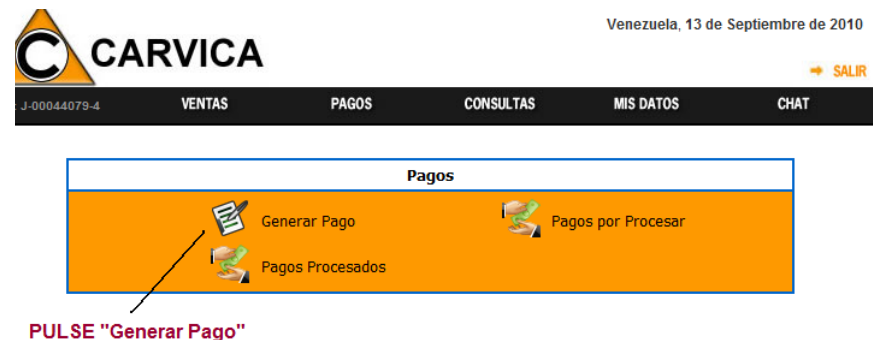 Venezuela, 13 de Septiembre de 2010
C CARVICA
SALIR
: J-00044079-4 VENTAS PAGOS CONSULTAS MIS DATOS CHAT
Pagos
Generar Pago Pagos por Procesar
Pagos Procesados
PULSE "Generar Pago"